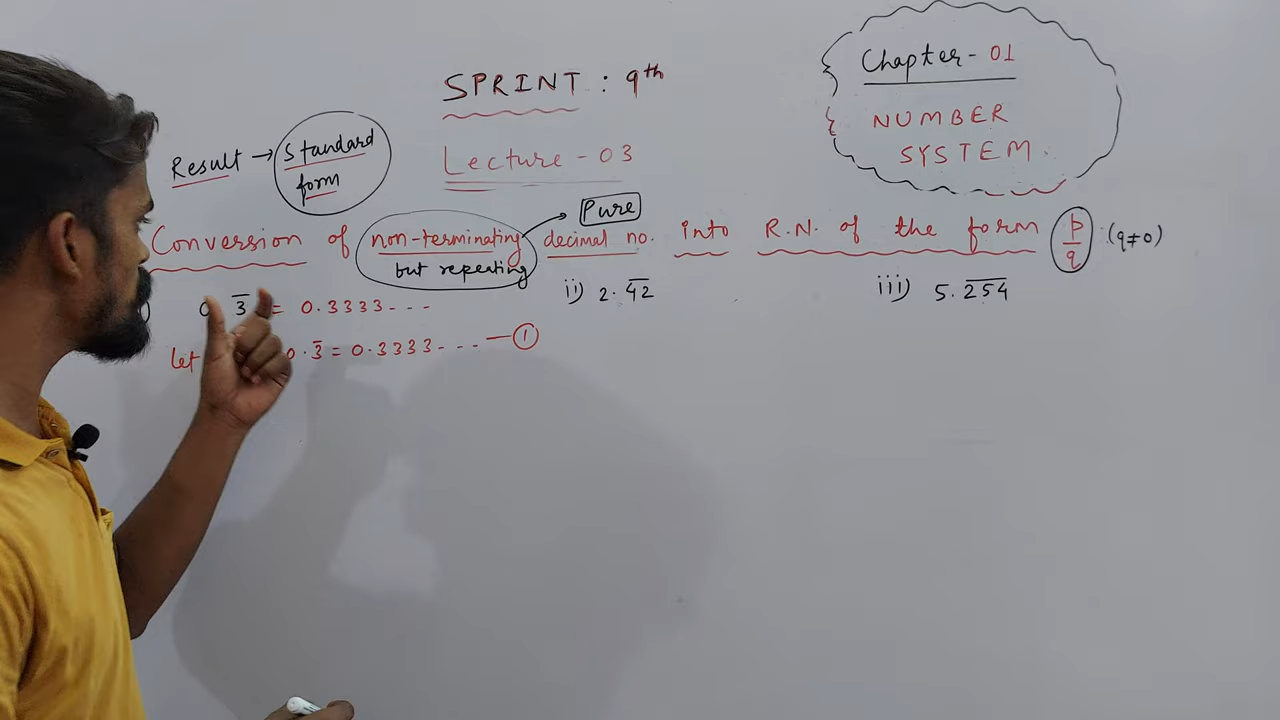 SPRINT : 9th
Chapter - 01
NUMBER
SYSTEM.
Lecture - 03
Result → Standard
form
Pure
Conversion of non-terminating decimal no. into R.N. of the form p/q (q≠0)
but repeating
0.3̅ = 0.3333...
ii) 2.4̅2̅
iii) 5.2̅5̅4̅
let 0.3̅ = 0.3333... — ①